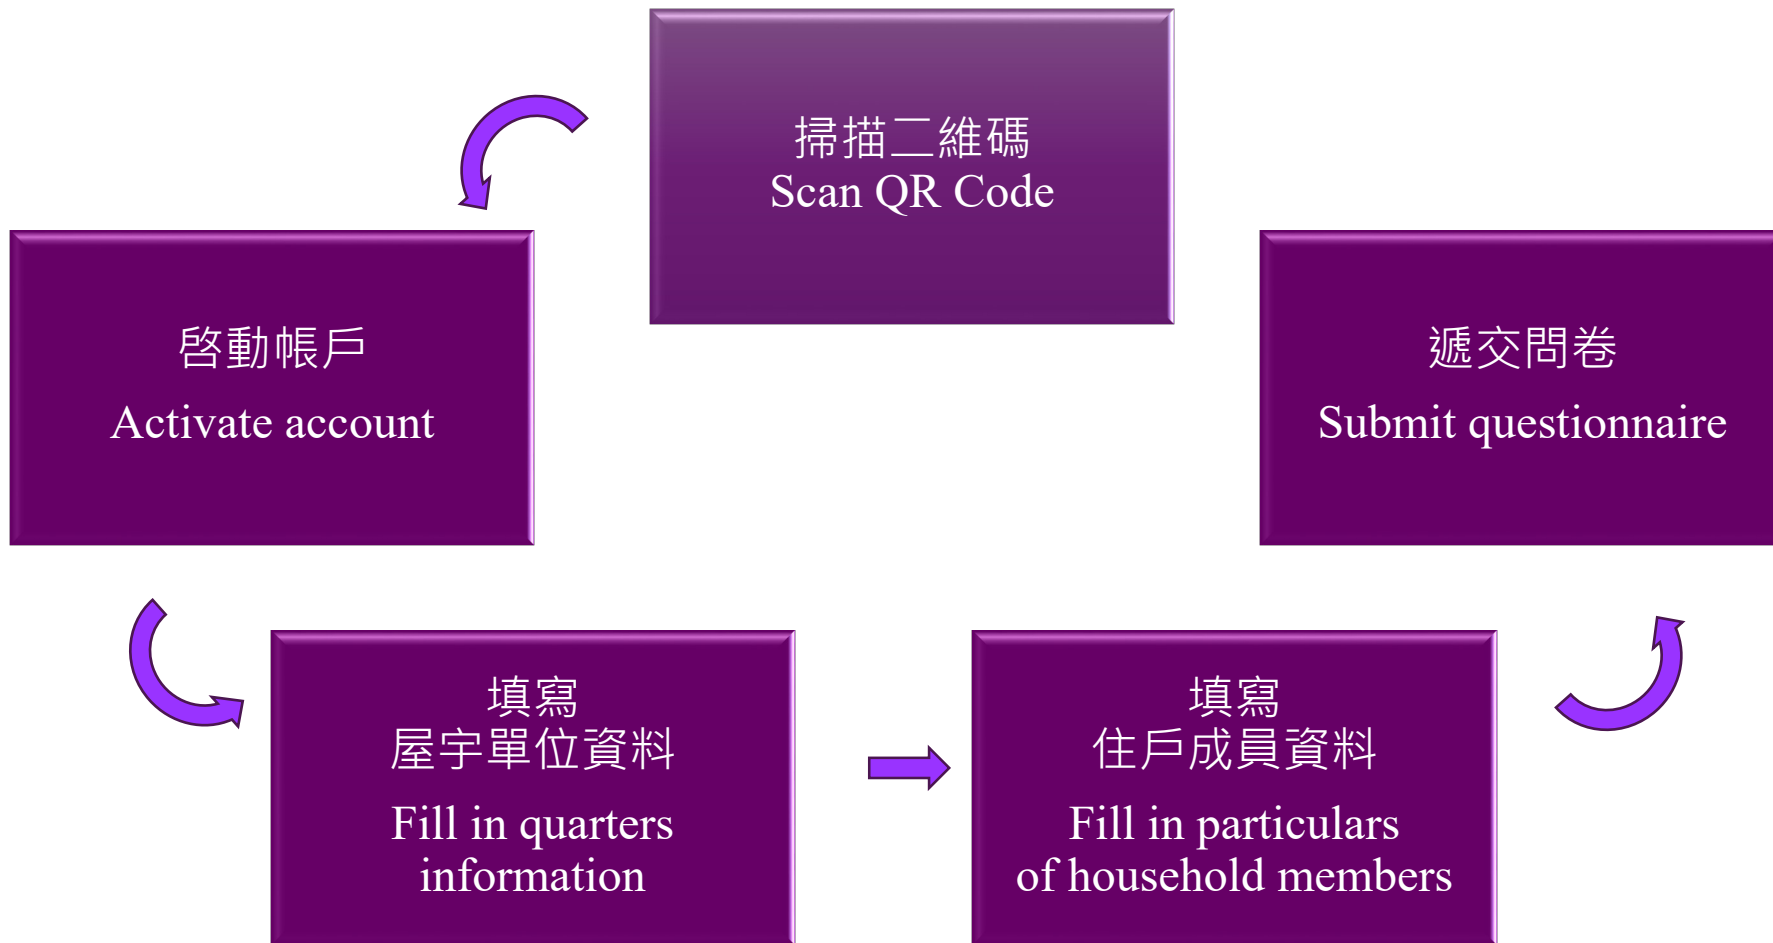 掃描二維碼
Scan QR Code
啓動帳戶
Activate account
填寫
屋宇單位資料
Fill in quarters
information
填寫
住戶成員資料
Fill in particulars
of household members
遞交問卷
Submit questionnaire